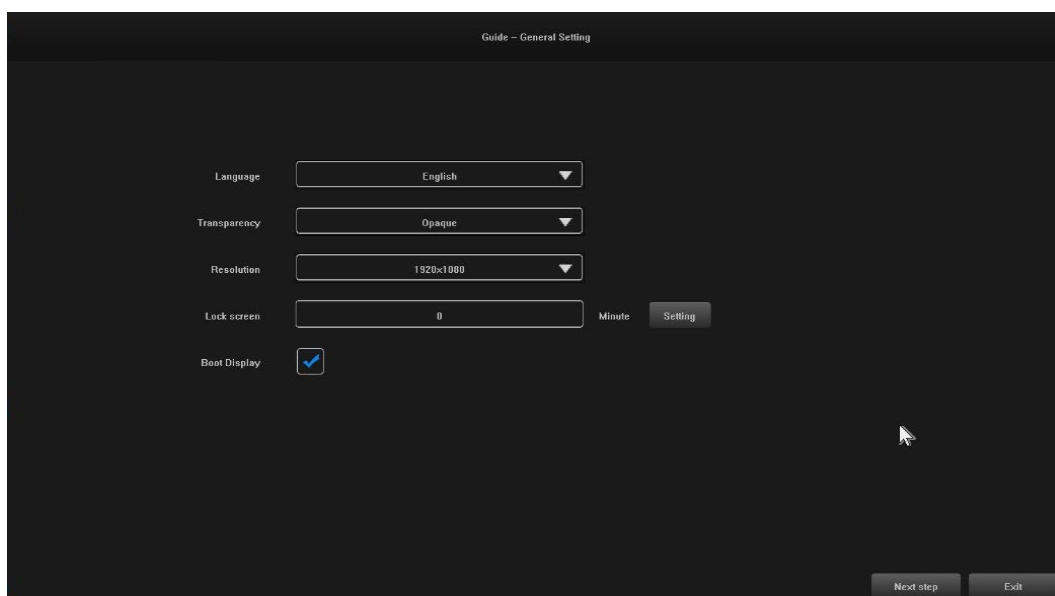 Guide – General Setting
Language English
Transparency Opaque
Resolution 1920x1080
Lock screen 0 Minute Setting
Boot Display
Next step Exit